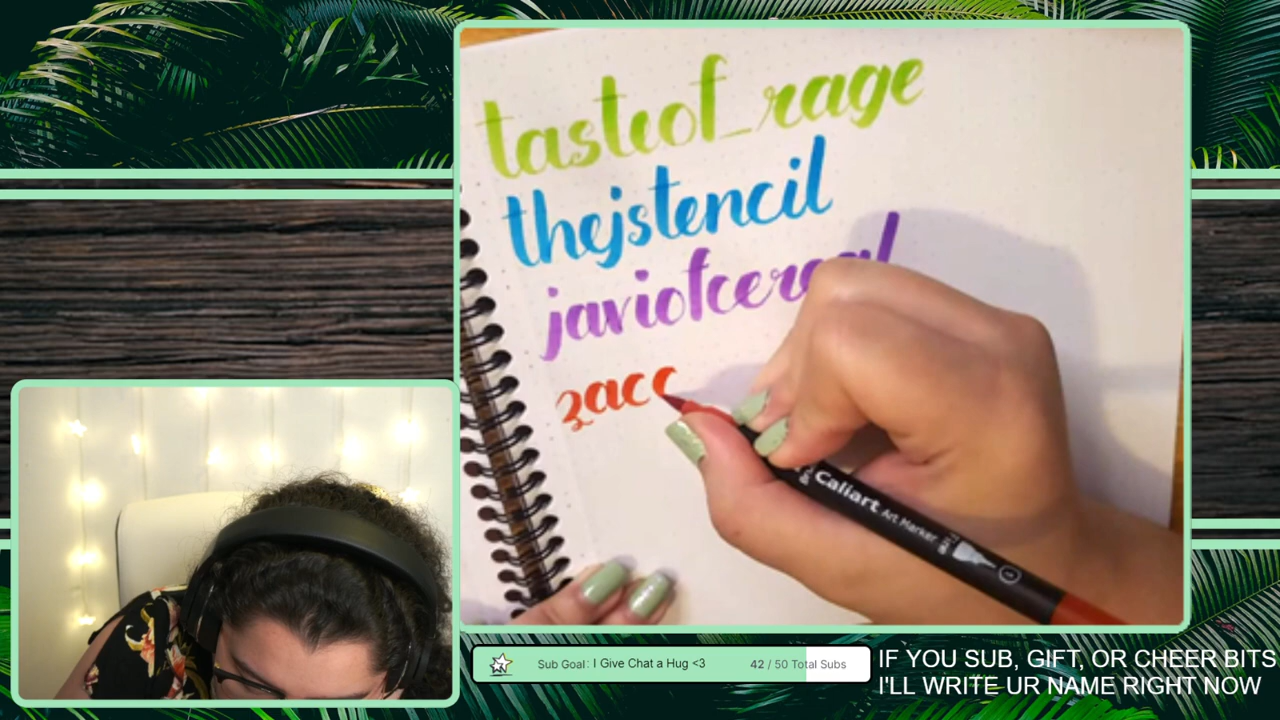 tasteof_rage
thejstencil
javiofcereal
zacc
Caliart Art Marker
Sub Goal: I Give Chat a Hug <3 42 / 50 Total Subs
IF YOU SUB, GIFT, OR CHEER BITS
I'LL WRITE UR NAME RIGHT NOW